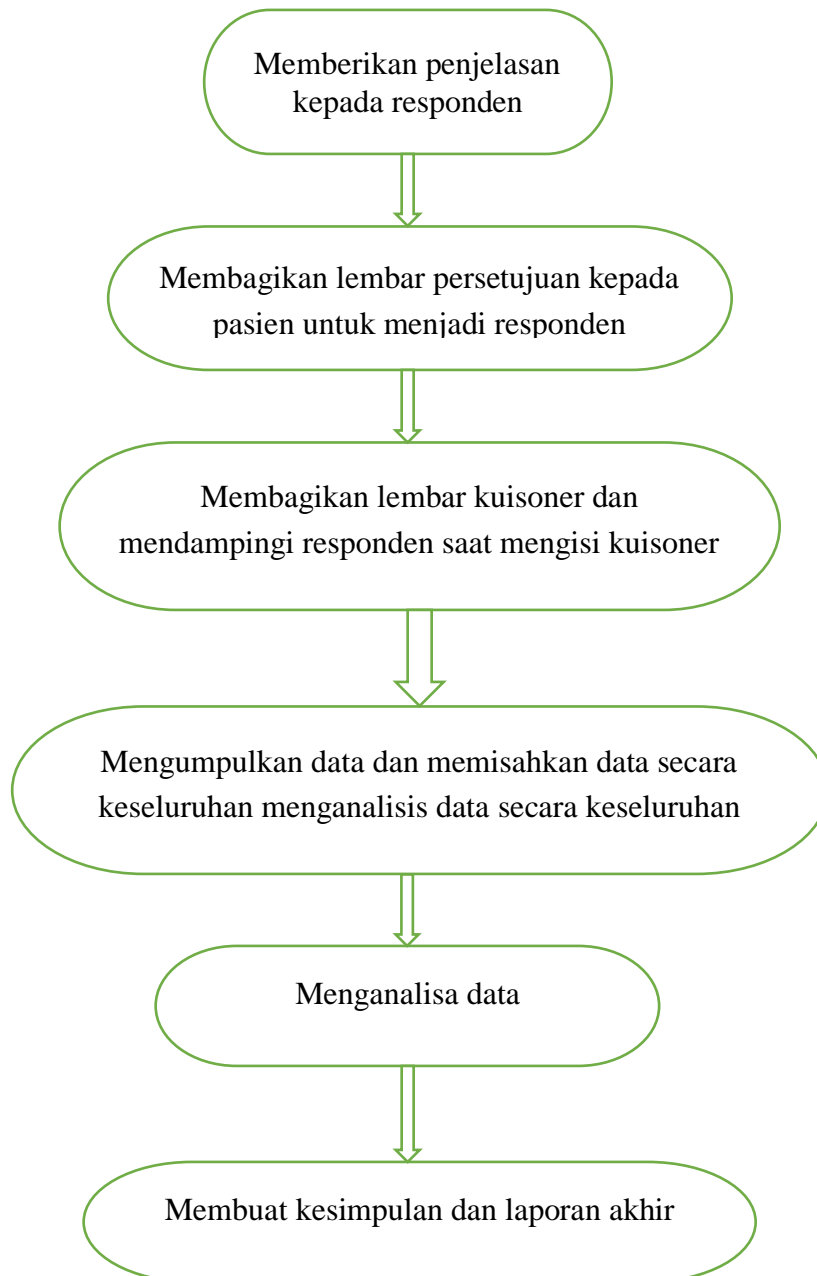 Memberikan penjelasan
kepada responden
Membagikan lembar persetujuan kepada
pasien untuk menjadi responden
Membagikan lembar kuisoner dan
mendampingi responden saat mengisi kuisoner
Mengumpulkan data dan memisahkan data secara
keseluruhan menganalisis data secara keseluruhan
Menganalisa data
Membuat kesimpulan dan laporan akhir